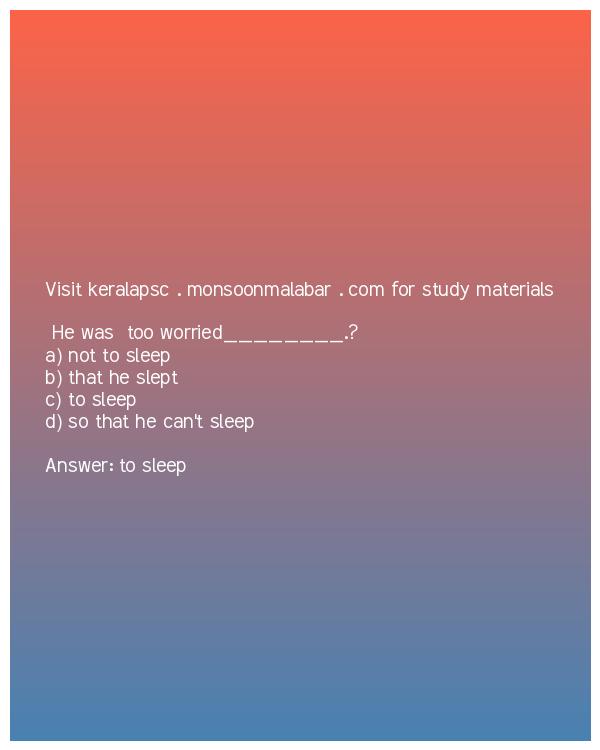 Visit keralapsc . monsoonmalabar . com for study materials
He was  too worried________.?
a) not to sleep
b) that he slept
c) to sleep
d) so that he can't sleep
Answer: to sleep